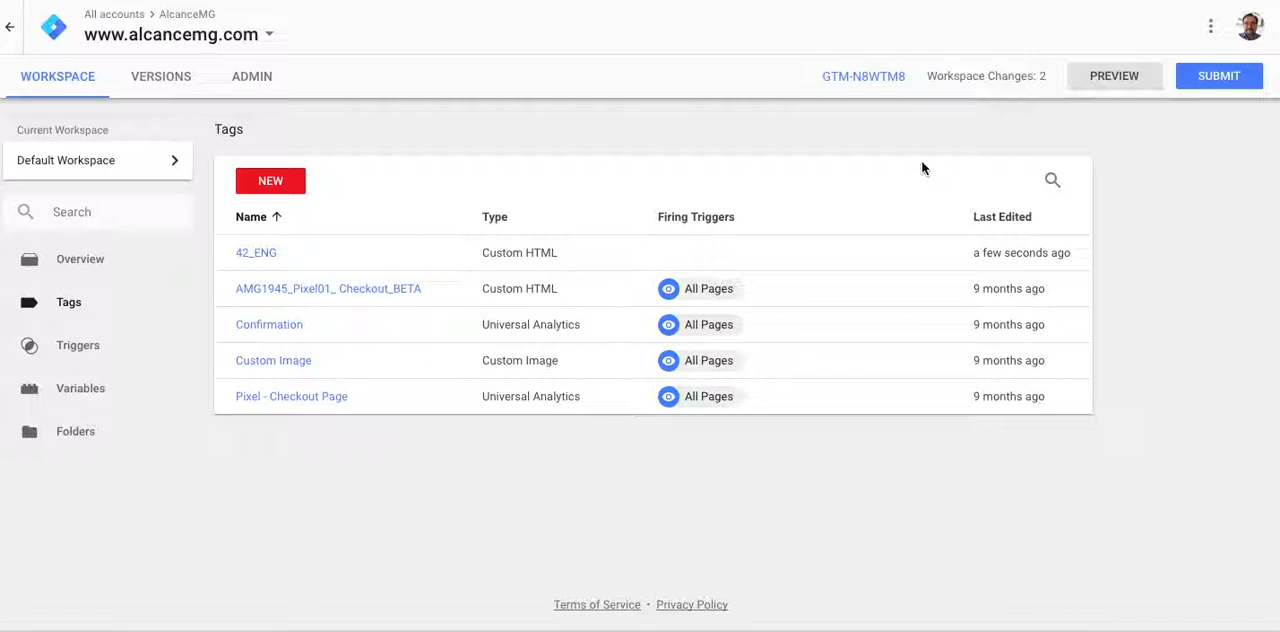 All accounts > AlcanceMG
www.alcancemg.com
WORKSPACE VERSIONS ADMIN GTM-N8WTM8 Workspace Changes: 2 PREVIEW SUBMIT
Current Workspace
Default Workspace
Search
Overview
Tags
Triggers
Variables
Folders
Tags
NEW
Name Type Firing Triggers Last Edited
42_ENG Custom HTML a few seconds ago
AMG1945_Pixel01_ Checkout_BETA Custom HTML All Pages 9 months ago
Confirmation Universal Analytics All Pages 9 months ago
Custom Image Custom Image All Pages 9 months ago
Pixel - Checkout Page Universal Analytics All Pages 9 months ago
Terms of Service · Privacy Policy